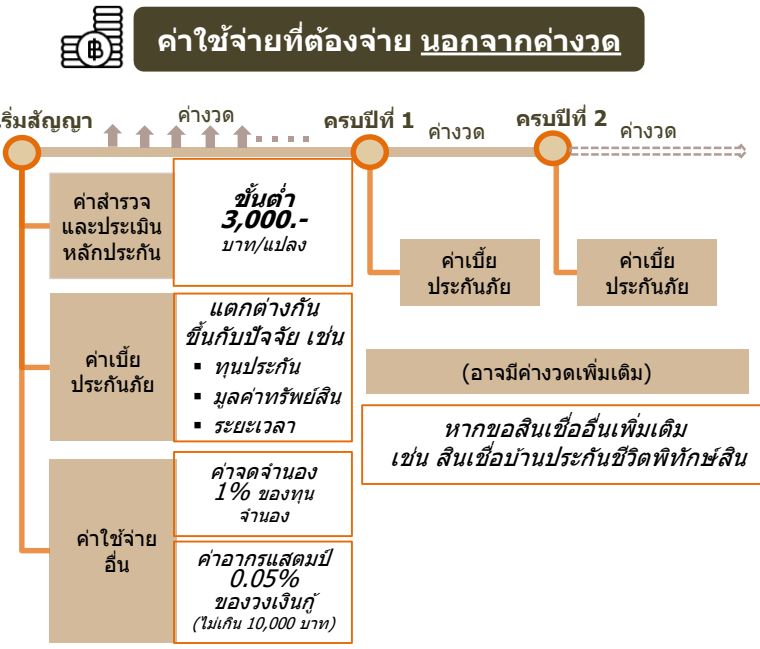 ค่าใช้จ่ายที่ต้องจ่าย นอกจากค่างวด
เริ่มสัญญา
ค่างวด
ครบปีที่ 1
ค่างวด
ครบปีที่ 2
ค่างวด
ค่าสำรวจ
และประเมิน
หลักประกัน
ขั้นต่ำ
3,000.-
บาท/แปลง
ค่าเบี้ย
ประกันภัย
ค่าเบี้ย
ประกันภัย
ค่าเบี้ย
ประกันภัย
แตกต่างกัน
ขึ้นกับปัจจัย เช่น
▪ ทุนประกัน
▪ มูลค่าทรัพย์สิน
▪ ระยะเวลา
(อาจมีค่างวดเพิ่มเติม)
หากขอสินเชื่ออื่นเพิ่มเติม
เช่น สินเชื่อบ้านประกันชีวิตพิทักษ์สิน
ค่าใช้จ่าย
อื่น
ค่าจดจำนอง
1% ของทุน
จำนอง
ค่าอากรแสตมป์
0.05%
ของวงเงินกู้
(ไม่เกิน 10,000 บาท)